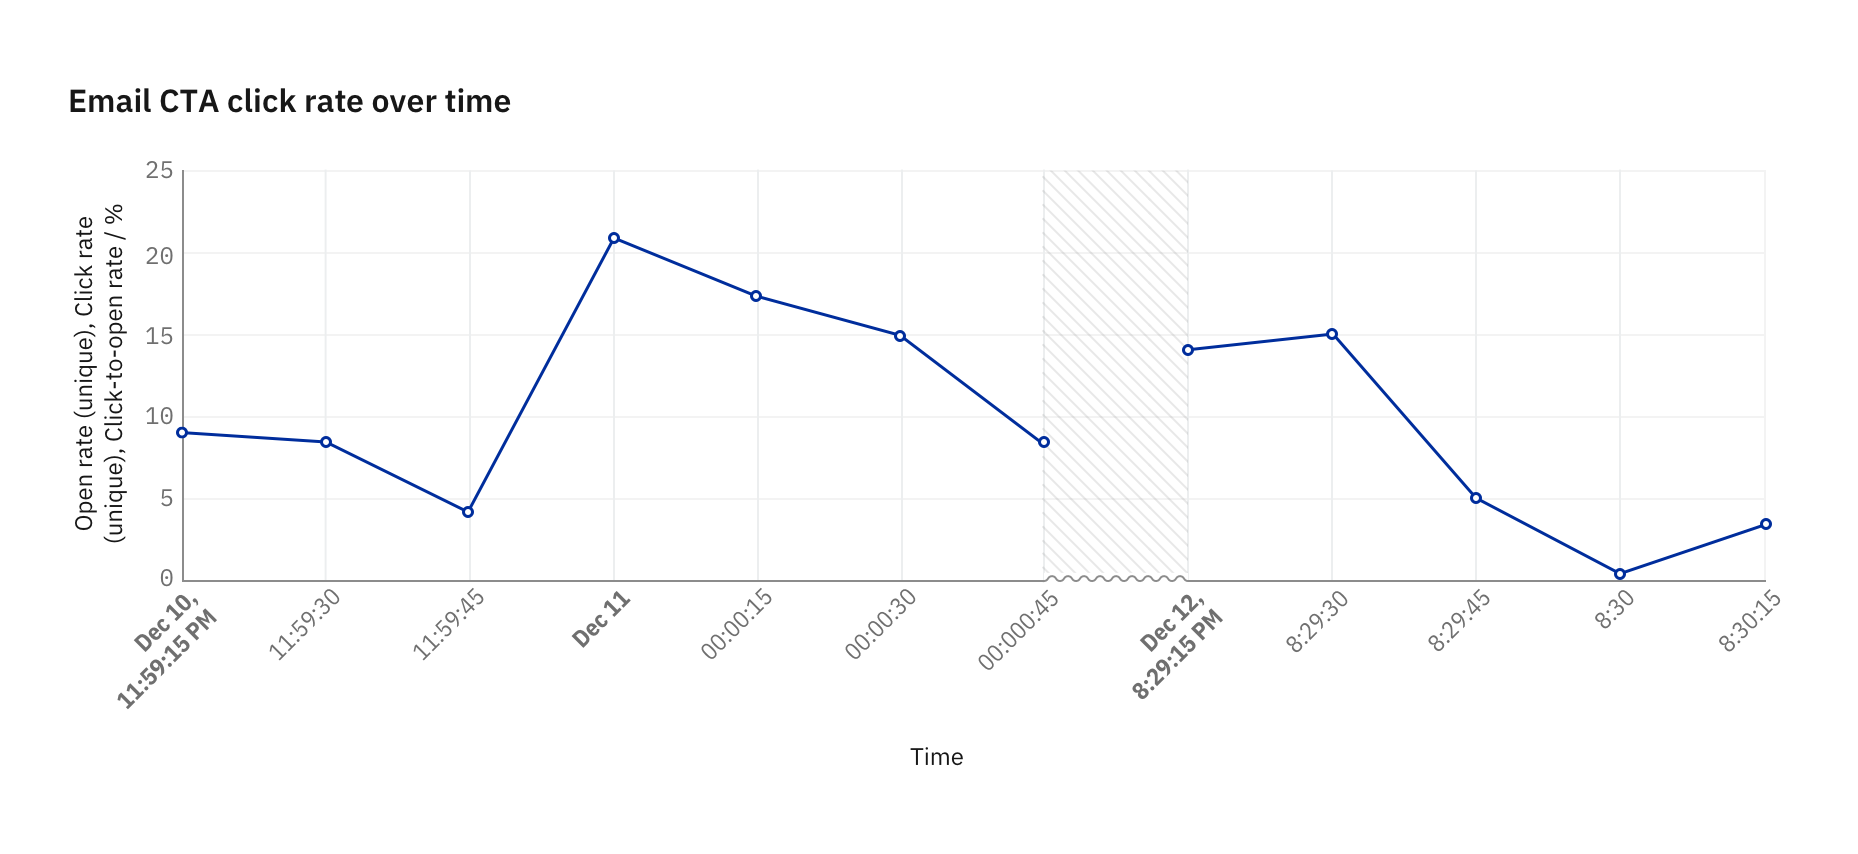 Email CTA click rate over time
Open rate (unique), Click rate
(unique), Click-to-open rate / %
25
20
15
10
5
0
Dec 10,
11:59:15 PM
11:59:30
11:59:45
Dec 11
00:00:15
00:00:30
00:000:45
Dec 12,
8:29:15 PM
8:29:30
8:29:45
8:30
8:30:15
Time